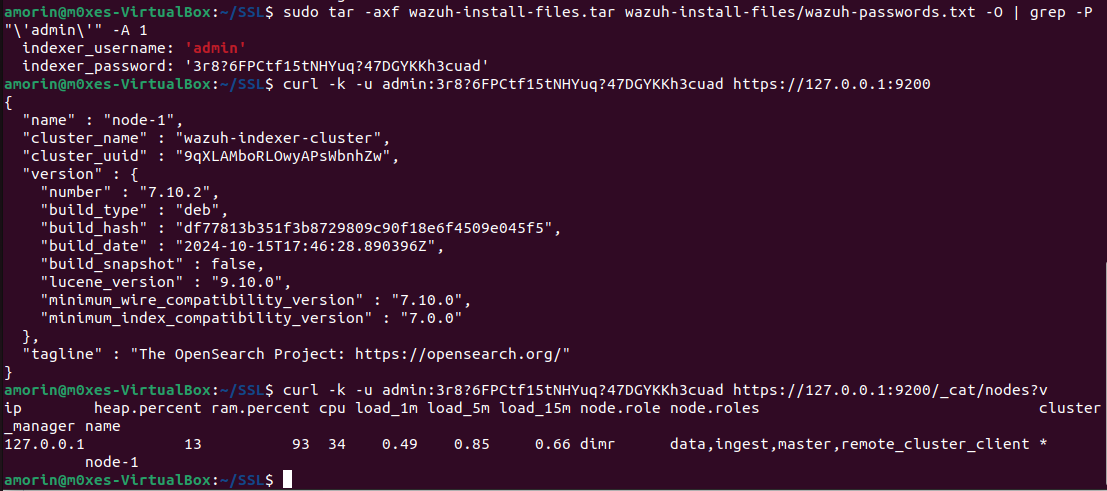 amorin@m0xes-VirtualBox:~/SSL$ sudo tar -axf wazuh-install-files.tar wazuh-install-files/wazuh-passwords.txt -O | grep -P
"\'admin\'" -A 1
  indexer_username: 'admin'
  indexer_password: '3r8?6FPCtf15tNHYuq?47DGYKKh3cuad'
amorin@m0xes-VirtualBox:~/SSL$ curl -k -u admin:3r8?6FPCtf15tNHYuq?47DGYKKh3cuad https://127.0.0.1:9200
{
  "name" : "node-1",
  "cluster_name" : "wazuh-indexer-cluster",
  "cluster_uuid" : "9qXLAMboRLOwyAPsWbnhZw",
  "version" : {
    "number" : "7.10.2",
    "build_type" : "deb",
    "build_hash" : "df77813b351f3b8729809c90f18e6f4509e045f5",
    "build_date" : "2024-10-15T17:46:28.890396Z",
    "build_snapshot" : false,
    "lucene_version" : "9.10.0",
    "minimum_wire_compatibility_version" : "7.10.0",
    "minimum_index_compatibility_version" : "7.0.0"
  },
  "tagline" : "The OpenSearch Project: https://opensearch.org/"
}
amorin@m0xes-VirtualBox:~/SSL$ curl -k -u admin:3r8?6FPCtf15tNHYuq?47DGYKKh3cuad https://127.0.0.1:9200/_cat/nodes?v
ip        heap.percent ram.percent cpu load_1m load_5m load_15m node.role node.roles                               cluster
_manager name
127.0.0.1           13          93  34    0.49    0.85     0.66 dimr      data,ingest,master,remote_cluster_client *
         node-1
amorin@m0xes-VirtualBox:~/SSL$